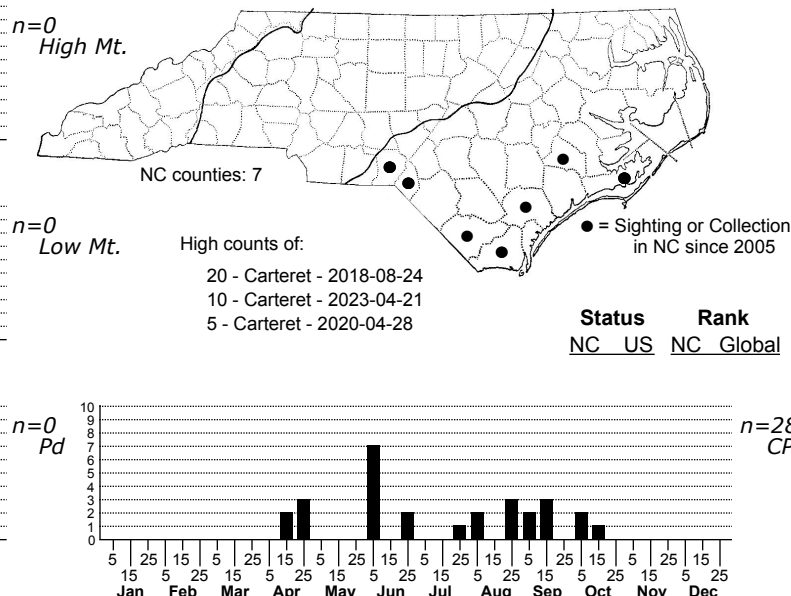 n=0
High Mt.
NC counties: 7
n=0
Low Mt.
High counts of:
20 - Carteret - 2018-08-24
10 - Carteret - 2023-04-21
5 - Carteret - 2020-04-28
● = Sighting or Collection
in NC since 2005
Status Rank
NC US NC Global
n=0
Pd
n=28
CP
10
9
8
7
6
5
4
3
2
1
0
5 25 15 5 25 15 5 25 15 5 25 15 5 25 15 5 25 15
15 5 25 15 5 25 15 5 25 15 5 25 15 5 25 15 5 25
Jan Feb Mar Apr May Jun Jul Aug Sep Oct Nov Dec